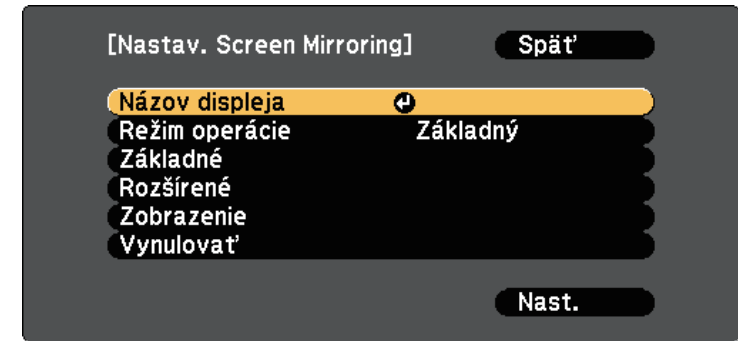 [Nastav. Screen Mirroring] Späť
Názov displeja
Režim operácie Základný
Základné
Rozšírené
Zobrazenie
Vynulovať
Nast.